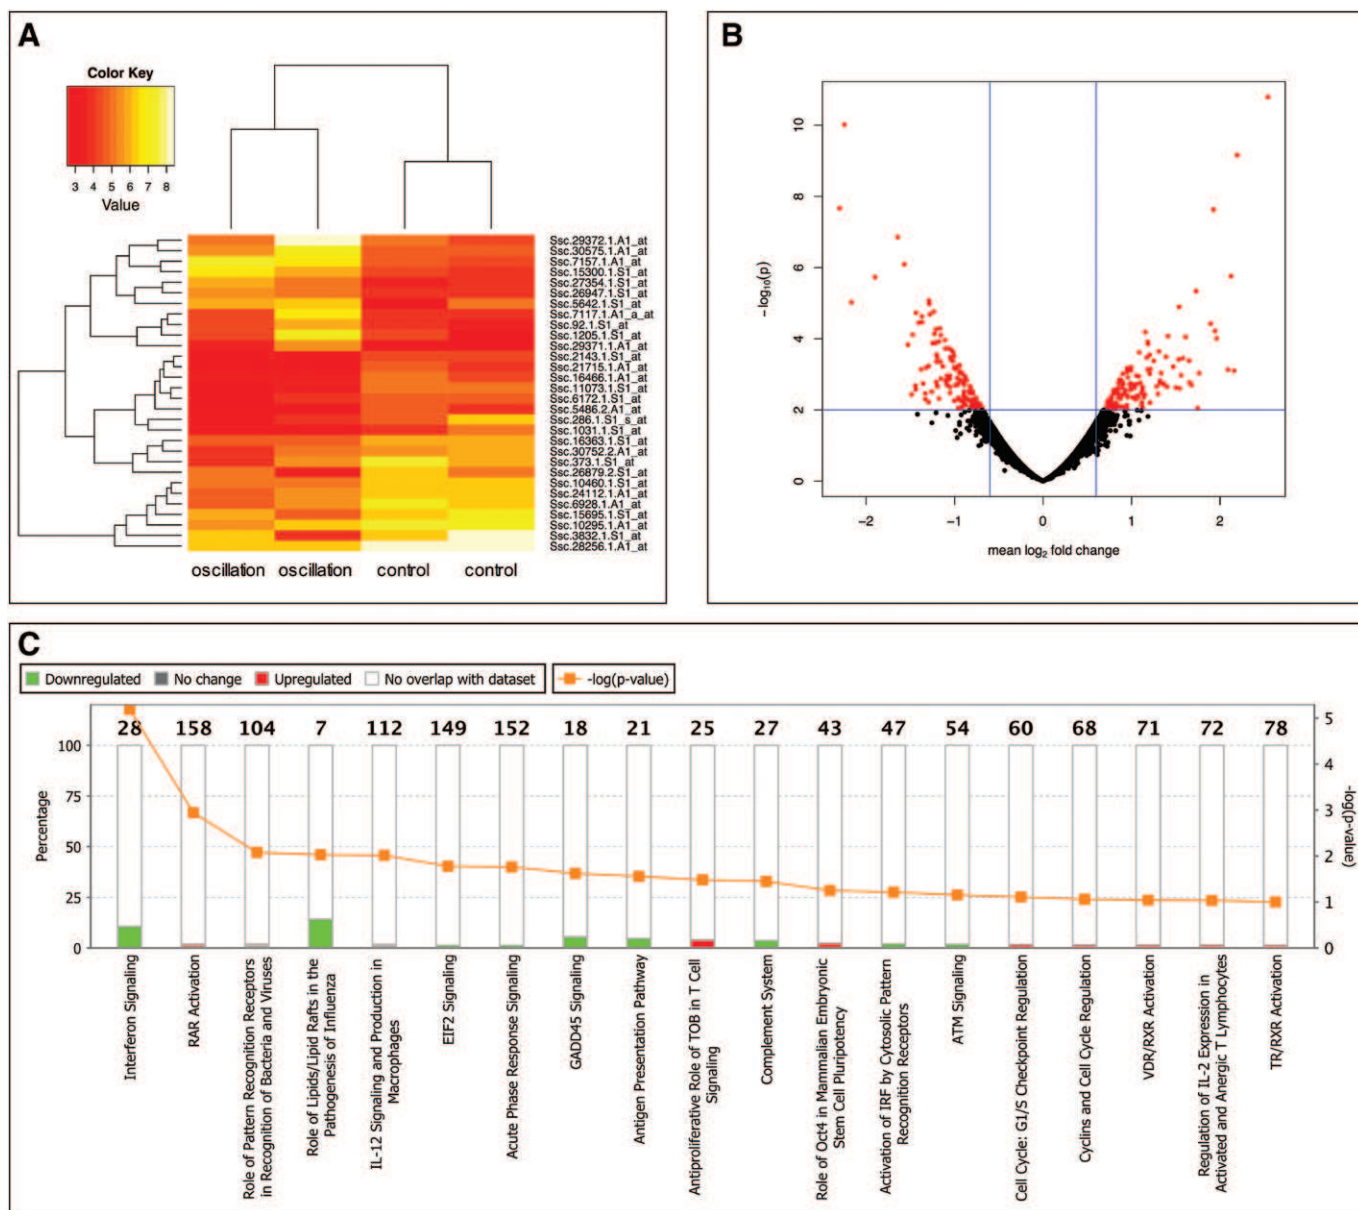 A
Color Key
3 4 5 6 7 8
Value
Ssc.29372.1.A1_at
Ssc.30575.1.A1_at
Ssc.7157.1.A1_at
Ssc.15300.1.S1_at
Ssc.27354.1.S1_at
Ssc.26947.1.S1_at
Ssc.5642.1.S1_at
Ssc.7117.1.A1_a_at
Ssc.92.1.S1_at
Ssc.1205.1.S1_at
Ssc.29371.1.A1_at
Ssc.2143.1.S1_at
Ssc.21715.1.A1_at
Ssc.16466.1.A1_at
Ssc.11073.1.S1_at
Ssc.6172.1.S1_at
Ssc.5486.2.A1_at
Ssc.286.1.S1_s_at
Ssc.1031.1.S1_at
Ssc.16363.1.S1_at
Ssc.30752.2.A1_at
Ssc.373.1.S1_at
Ssc.26879.2.S1_at
Ssc.10460.1.S1_at
Ssc.24112.1.A1_at
Ssc.6928.1.A1_at
Ssc.15695.1.S1_at
Ssc.10295.1.A1_at
Ssc.3832.1.S1_at
Ssc.28256.1.A1_at
oscillation oscillation control control
B
−log10(p)
10
8
6
4
2
0
−2 −1 0 1 2
mean log2 fold change
C
Downregulated No change Upregulated No overlap with dataset -log(p-value)
28 158 104 7 112 149 152 18 21 25 27 43 47 54 60 68 71 72 78
Percentage
100
75
50
25
0
5
4
3
2
1
0
-log(p-value)
Interferon Signaling
RAR Activation
Role of Pattern Recognition Receptors
in Recognition of Bacteria and Viruses
Role of Lipids/Lipid Rafts in the
Pathogenesis of Influenza
IL-12 Signaling and Production in
Macrophages
EIF2 Signaling
Acute Phase Response Signaling
GADD45 Signaling
Antigen Presentation Pathway
Antiproliferative Role of TOB in T Cell
Signaling
Complement System
Role of Oct4 in Mammalian Embryonic
Stem Cell Pluripotency
Activation of IRF by Cytosolic Pattern
Recognition Receptors
ATM Signaling
Cell Cycle: G1/S Checkpoint Regulation
Cyclins and Cell Cycle Regulation
VDR/RXR Activation
Regulation of IL-2 Expression in
Activated and Anergic T Lymphocytes
TR/RXR Activation